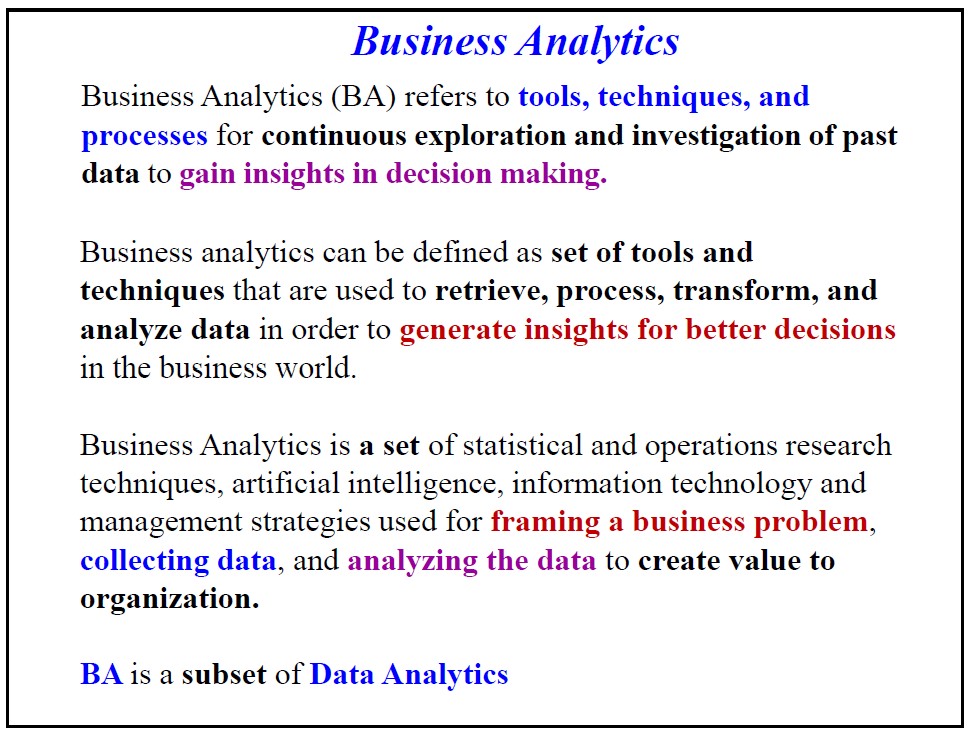 Business Analytics
Business Analytics (BA) refers to tools, techniques, and
processes for continuous exploration and investigation of past
data to gain insights in decision making.
Business analytics can be defined as set of tools and
techniques that are used to retrieve, process, transform, and
analyze data in order to generate insights for better decisions
in the business world.
Business Analytics is a set of statistical and operations research
techniques, artificial intelligence, information technology and
management strategies used for framing a business problem,
collecting data, and analyzing the data to create value to
organization.
BA is a subset of Data Analytics